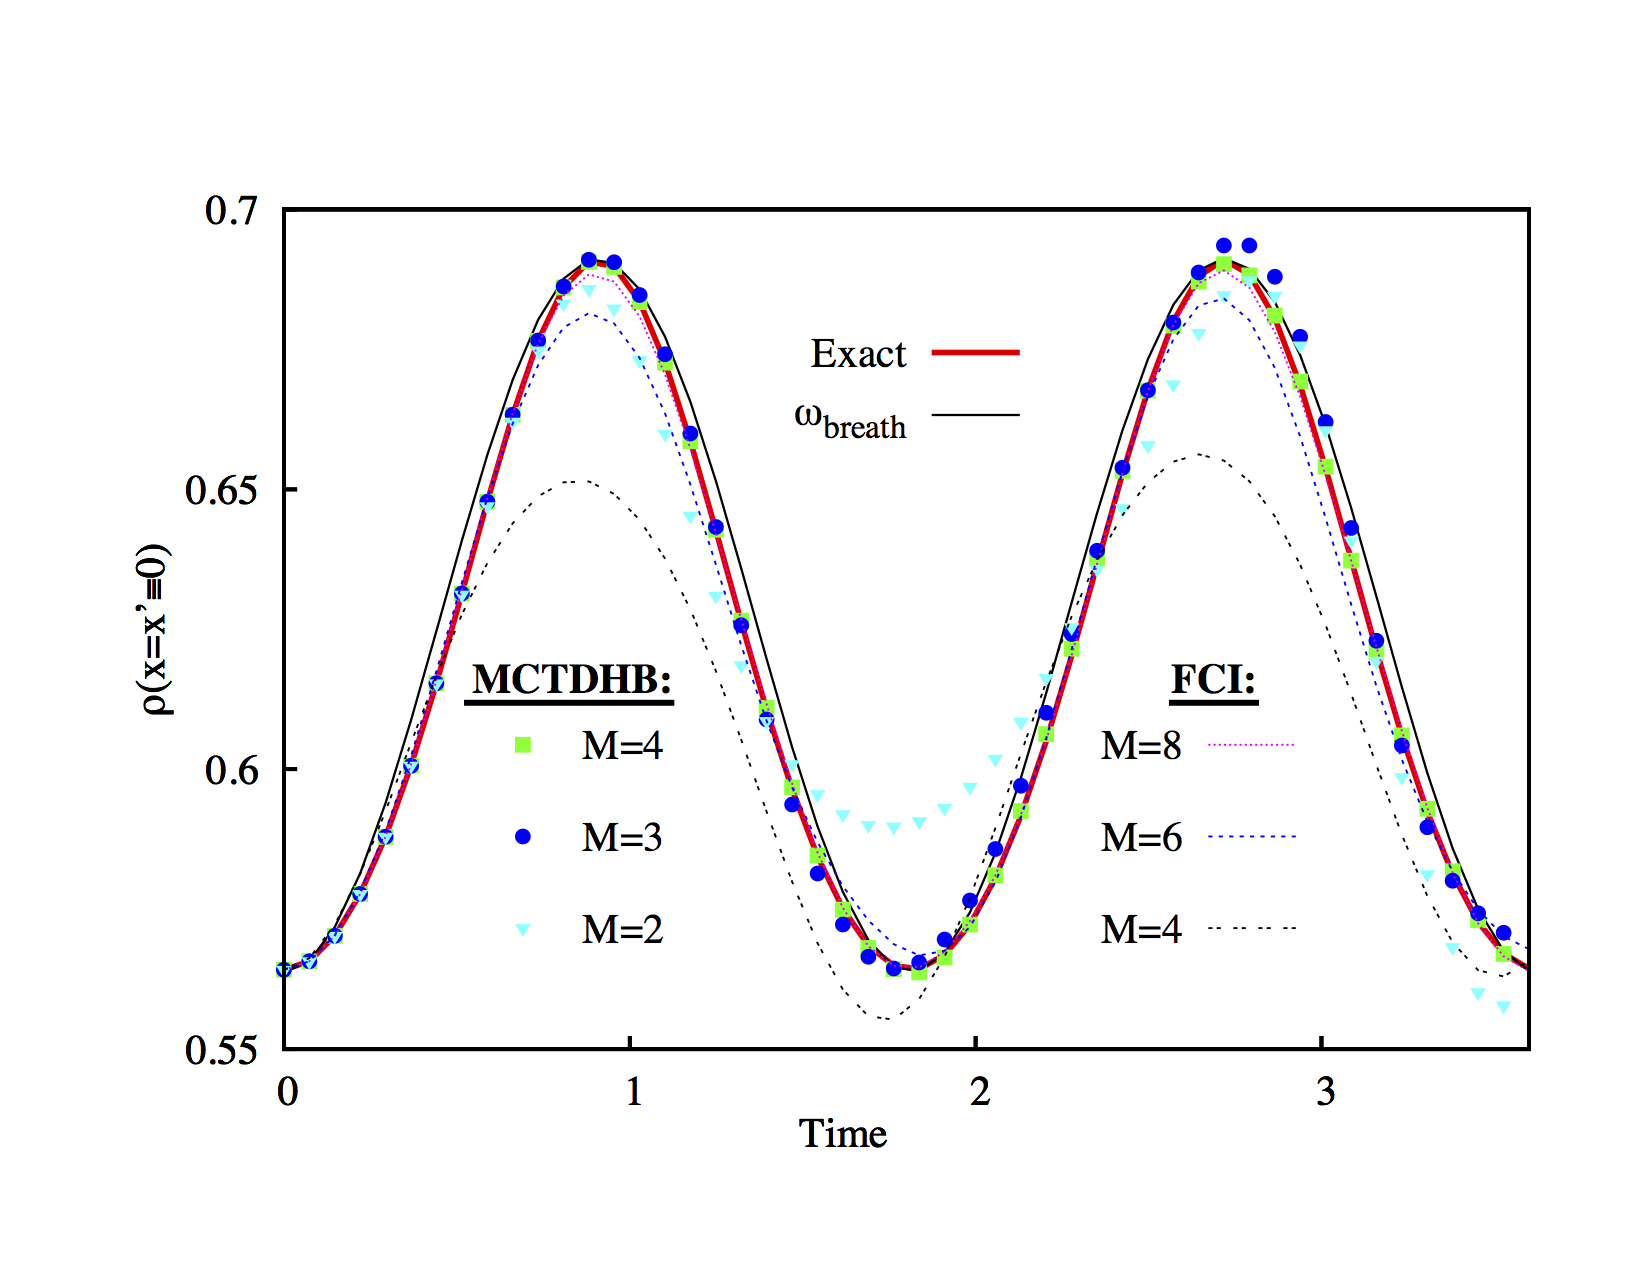 0.7
0.65
0.6
0.55
ρ(x=x'≡0)
Exact
ω_breath
MCTDHB:
M=4
M=3
M=2
FCI:
M=8
M=6
M=4
0 1 2 3
Time